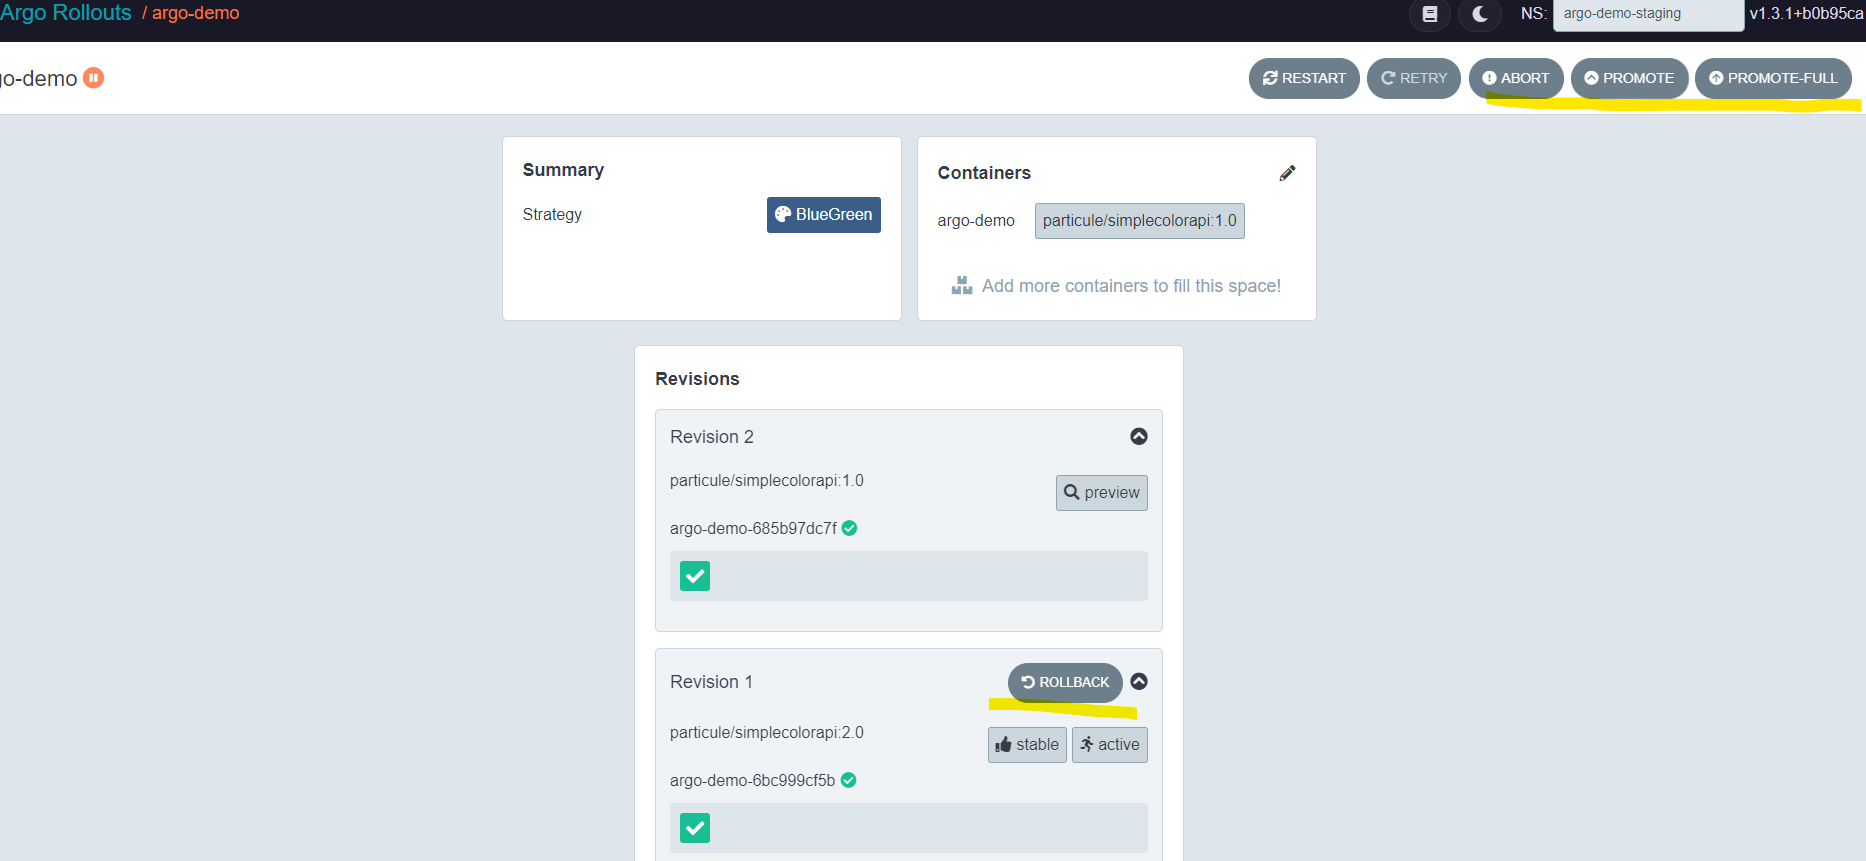 Argo Rollouts / argo-demo NS: argo-demo-staging v1.3.1+b0b95ca
go-demo RESTART RETRY ABORT PROMOTE PROMOTE-FULL
Summary
Strategy BlueGreen
Containers
argo-demo particule/simplecolorapi:1.0
Add more containers to fill this space!
Revisions
Revision 2
particule/simplecolorapi:1.0
preview
argo-demo-685b97dc7f
Revision 1 ROLLBACK
particule/simplecolorapi:2.0
stable active
argo-demo-6bc999cf5b